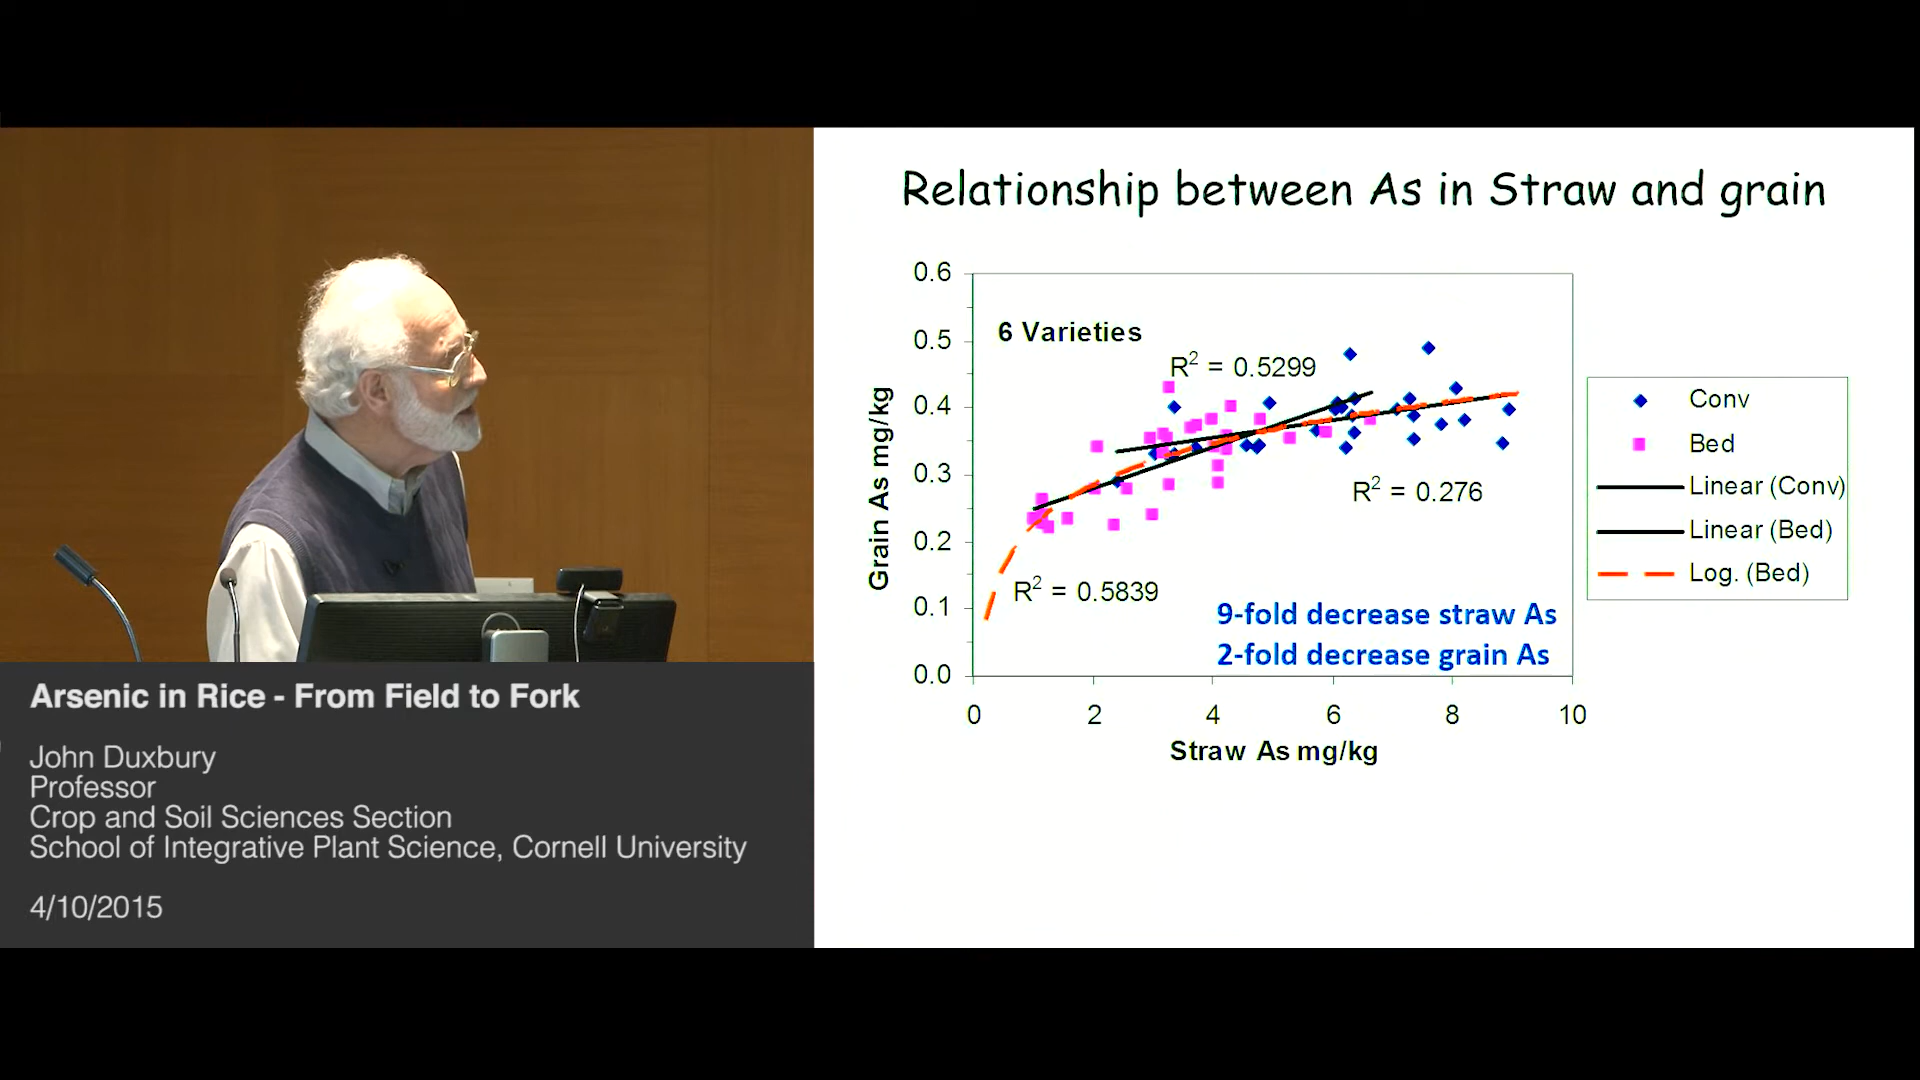 Relationship between As in Straw and grain
0.6
0.5
0.4
0.3
0.2
0.1
0.0
Grain As mg/kg
6 Varieties
R² = 0.5299
R² = 0.276
R² = 0.5839
9-fold decrease straw As
2-fold decrease grain As
0 2 4 6 8 10
Straw As mg/kg
Conv
Bed
Linear (Conv)
Linear (Bed)
Log. (Bed)
Arsenic in Rice - From Field to Fork
John Duxbury
Professor
Crop and Soil Sciences Section
School of Integrative Plant Science, Cornell University
4/10/2015